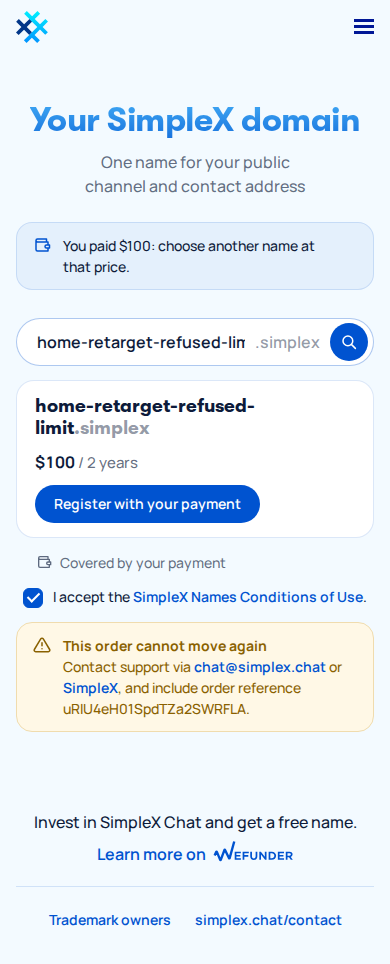 Your SimpleX domain
One name for your public
channel and contact address
You paid $100: choose another name at
that price.
home-retarget-refused-lim .simplex
home-retarget-refused-
limit.simplex
$100 / 2 years
Register with your payment
Covered by your payment
I accept the SimpleX Names Conditions of Use.
This order cannot move again
Contact support via chat@simplex.chat or
SimpleX, and include order reference
uRIU4eH01SpdTZa2SWRFLA.
Invest in SimpleX Chat and get a free name.
Learn more on WEFUNDER
Trademark owners simplex.chat/contact